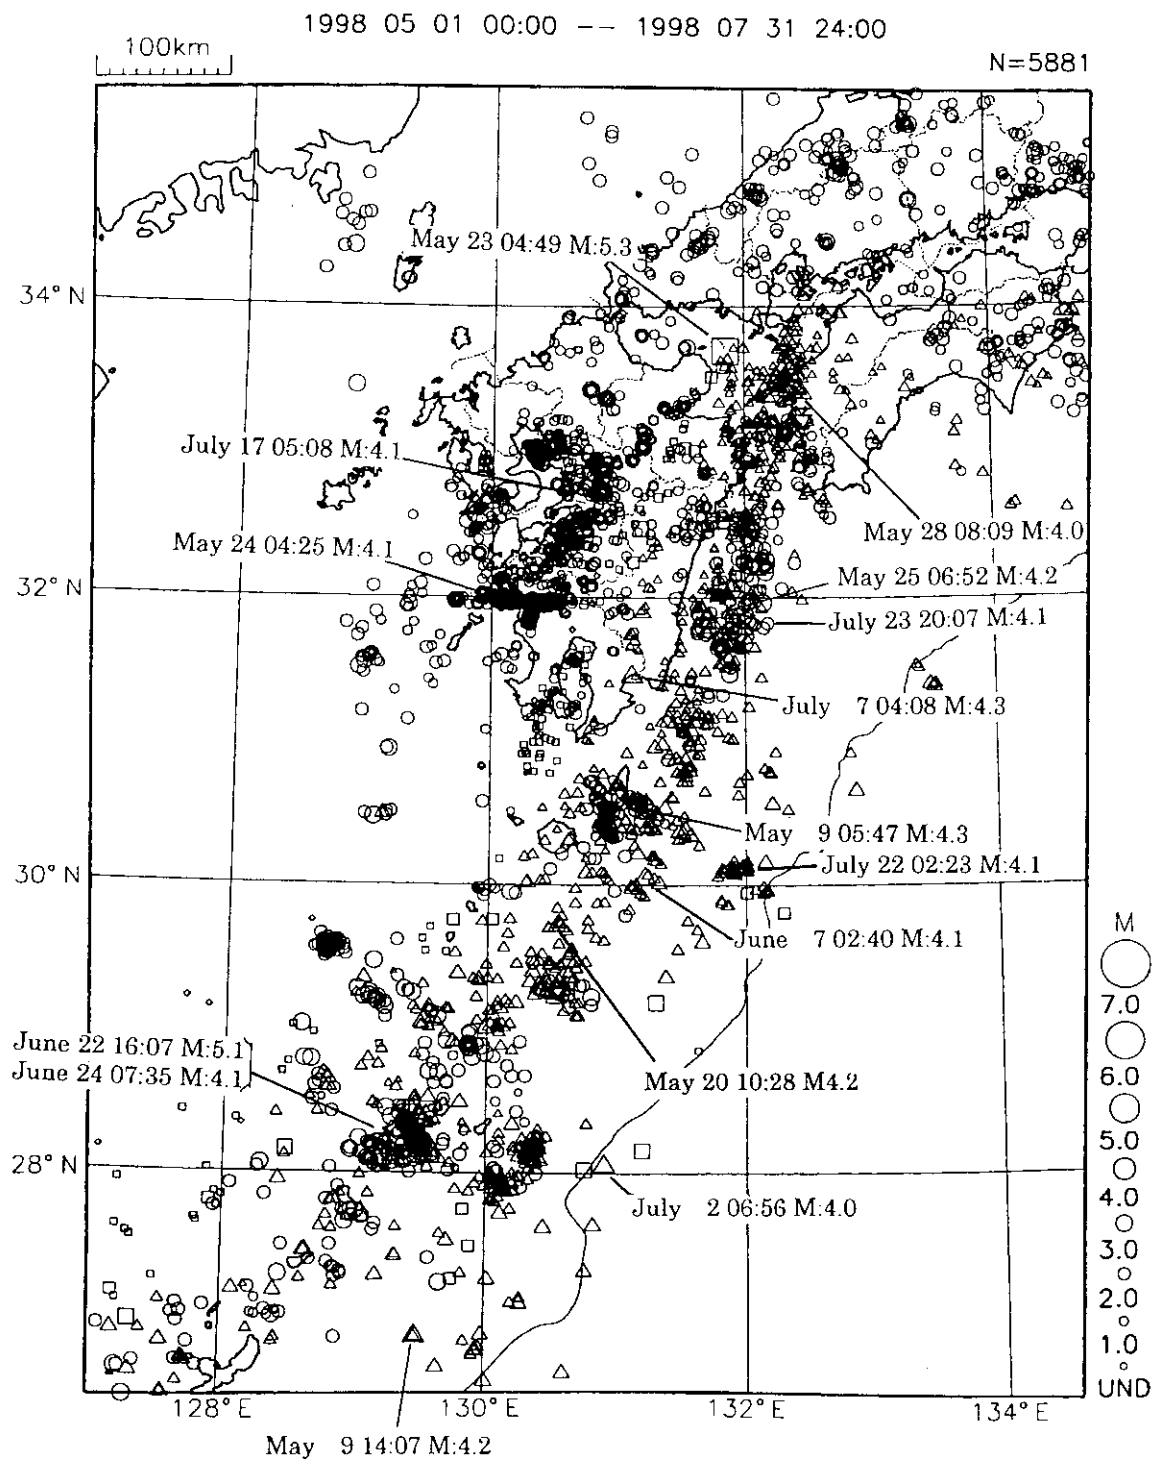 1998 05 01 00:00 -- 1998 07 31 24:00
100km
N=5881
May 23 04:49 M:5.3
34° N
July 17 05:08 M:4.1
May 28 08:09 M:4.0
May 24 04:25 M:4.1
May 25 06:52 M:4.2
32° N
July 23 20:07 M:4.1
July 7 04:08 M:4.3
May 9 05:47 M:4.3
July 22 02:23 M:4.1
30° N
June 7 02:40 M:4.1
M
7.0
June 22 16:07 M:5.1
June 24 07:35 M:4.1
May 20 10:28 M4.2
6.0
5.0
28° N
4.0
July 2 06:56 M:4.0
3.0
2.0
1.0
UND
128° E
130° E
132° E
134° E
May 9 14:07 M:4.2